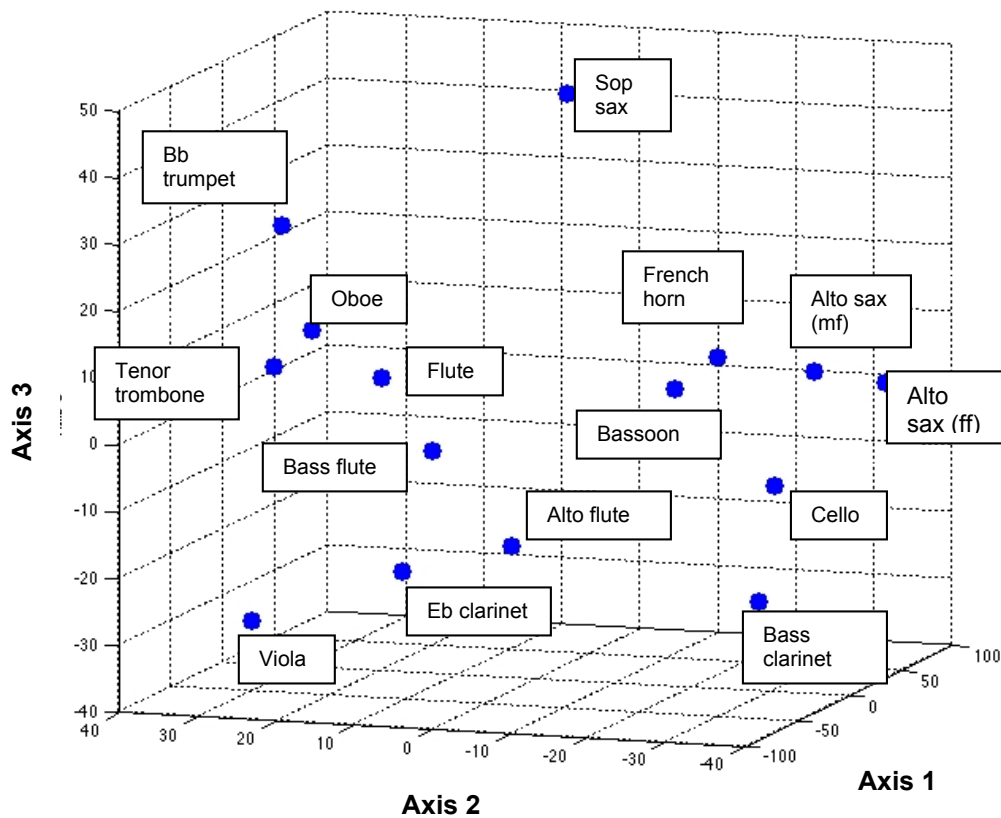 Sop
sax
50
Bb
trumpet
40
30
French
horn
Oboe
Alto sax
(mf)
20
Tenor
trombone
Flute
10
Alto
sax (ff)
Axis 3
Bassoon
0
Bass flute
Alto flute
Cello
-10
-20
Eb clarinet
Bass
clarinet
-30
Viola
-40
40
30
20
10
0
-10
-20
-30
-40
-100
-50
0
50
100
Axis 1
Axis 2